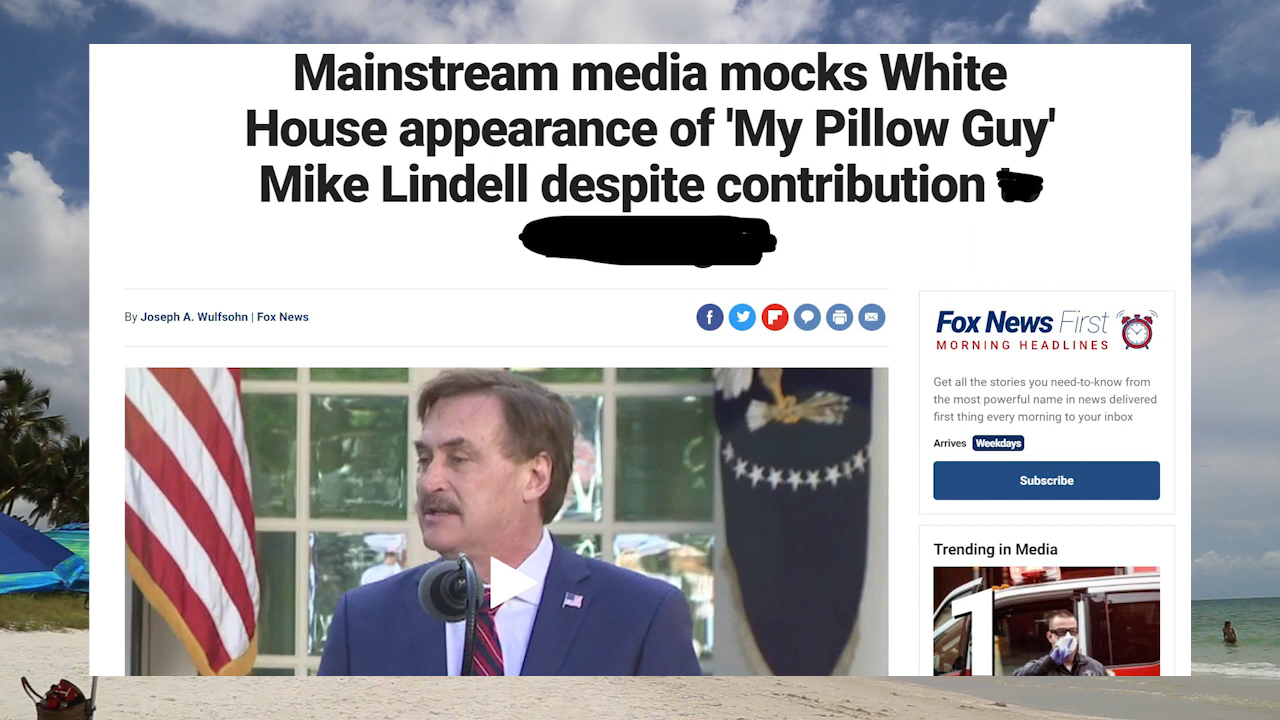 Mainstream media mocks White
House appearance of 'My Pillow Guy'
Mike Lindell despite contribution
By Joseph A. Wulfsohn | Fox News
Fox News First
MORNING HEADLINES
Get all the stories you need-to-know from
the most powerful name in news delivered
first thing every morning to your inbox
Arrives Weekdays
Subscribe
Trending in Media
1